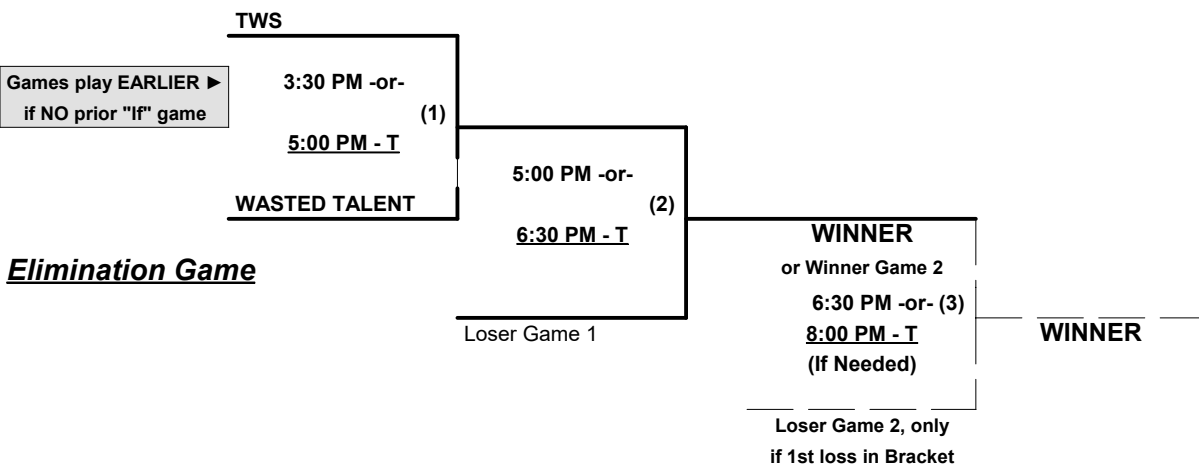 TWS
Games play EARLIER ►
if NO prior "If" game
3:30 PM -or-
(1)
5:00 PM - T
WASTED TALENT
5:00 PM -or-
(2)
6:30 PM - T
Elimination Game
Loser Game 1
WINNER
or Winner Game 2
6:30 PM -or- (3)
8:00 PM - T
(If Needed)
WINNER
Loser Game 2, only
if 1st loss in Bracket